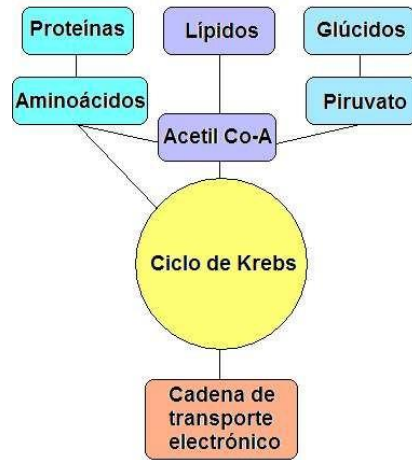 Proteínas
Lípidos
Glúcidos
Aminoácidos
Piruvato
Acetil Co-A
Ciclo de Krebs
Cadena de
transporte
electrónico